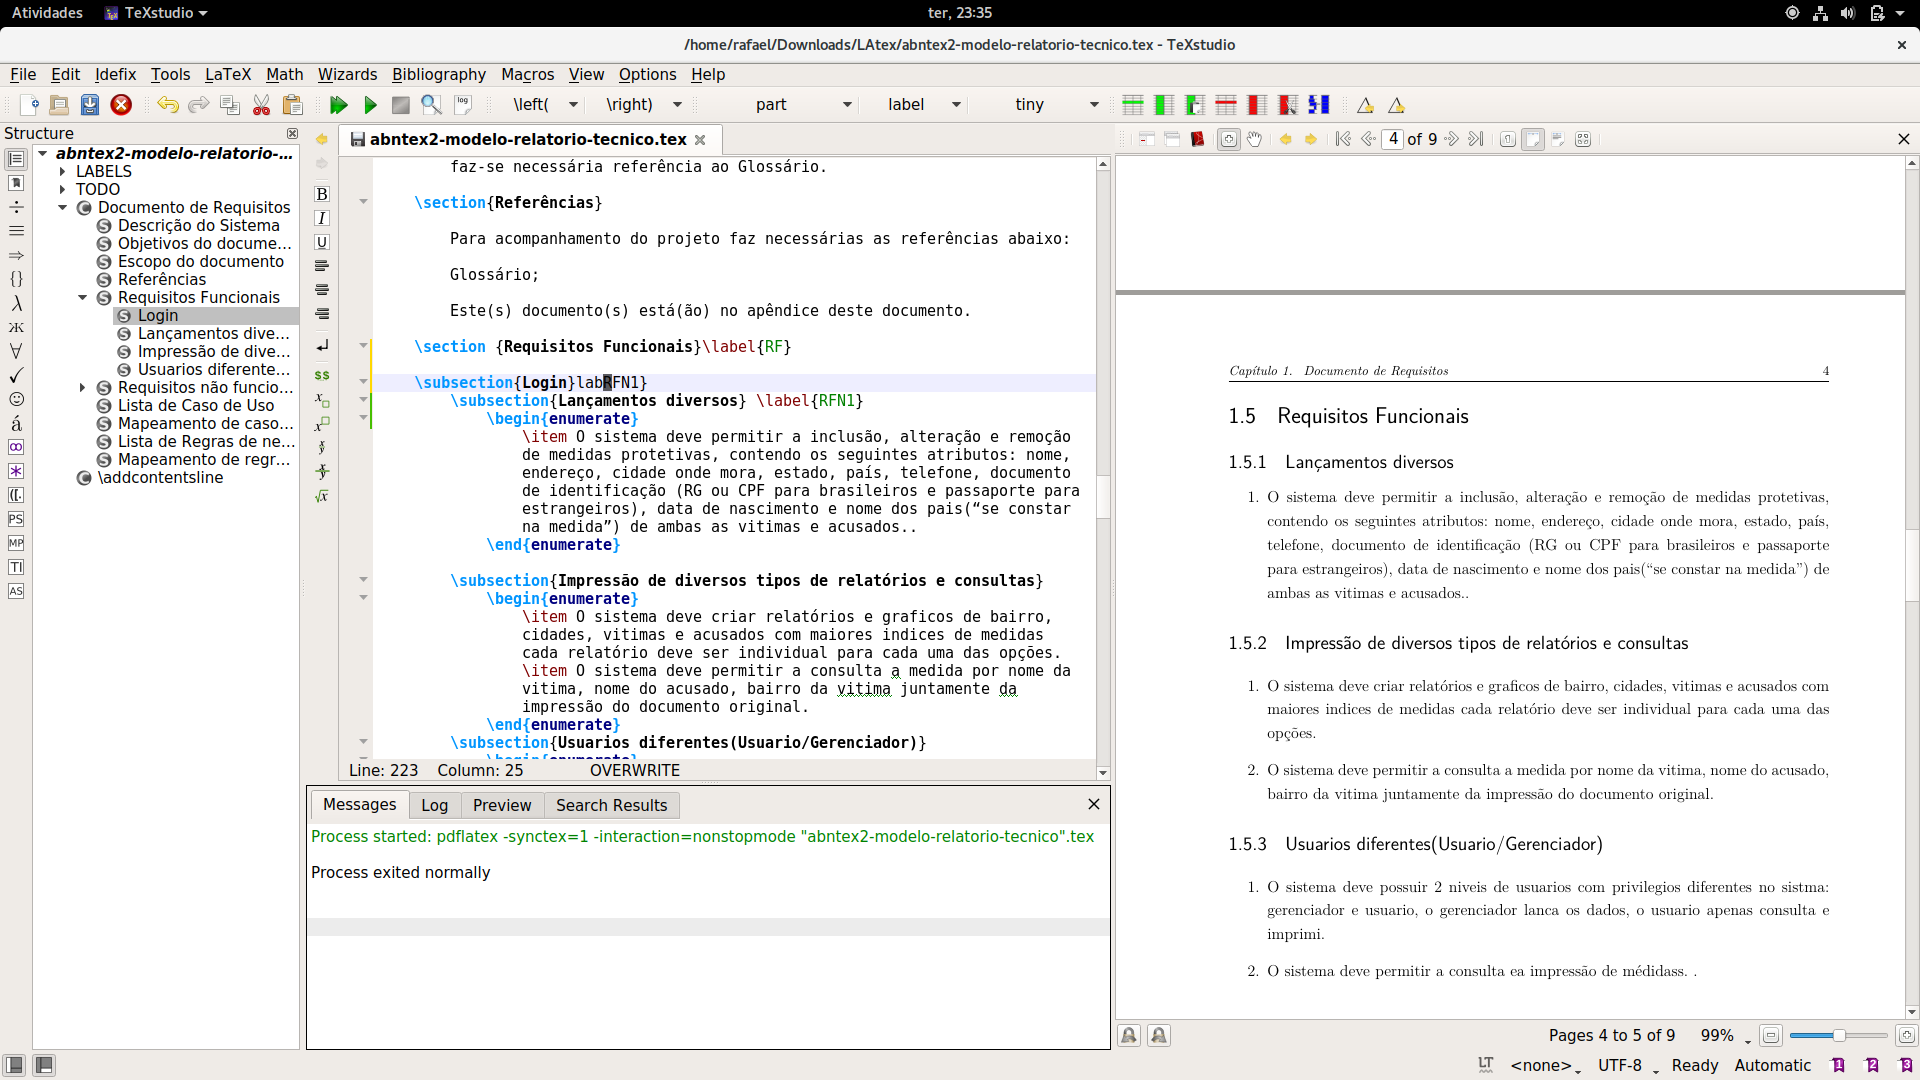 Atividades
TeXstudio
ter, 23:35
/home/rafael/Downloads/LAtex/abntex2-modelo-relatorio-tecnico.tex - TeXstudio
File Edit Idefix Tools LaTeX Math Wizards Bibliography Macros View Options Help
log \left( \right) part label tiny
Structure
abntex2-modelo-relatorio-...
LABELS
TODO
Documento de Requisitos
Descrição do Sistema
Objetivos do docume...
Escopo do documento
Referências
Requisitos Funcionais
Login
Lançamentos dive...
Impressão de dive...
Usuarios diferente...
Requisitos não funcio...
Lista de Caso de Uso
Mapeamento de caso...
Lista de Regras de ne...
Mapeamento de regr...
\addcontentsline
PS
MP
TI
AS
B
I
U
$$
abntex2-modelo-relatorio-tecnico.tex
faz-se necessária referência ao Glossário.
\section{Referências}
Para acompanhamento do projeto faz necessárias as referências abaixo:
Glossário;
Este(s) documento(s) está(ão) no apêndice deste documento.
\section {Requisitos Funcionais}\label{RF}
\subsection{Login}labRFN1}
\subsection{Lançamentos diversos} \label{RFN1}
\begin{enumerate}
\item O sistema deve permitir a inclusão, alteração e remoção
de medidas protetivas, contendo os seguintes atributos: nome,
endereço, cidade onde mora, estado, país, telefone, documento
de identificação (RG ou CPF para brasileiros e passaporte para
estrangeiros), data de nascimento e nome dos pais(“se constar
na medida”) de ambas as vitimas e acusados..
\end{enumerate}
\subsection{Impressão de diversos tipos de relatórios e consultas}
\begin{enumerate}
\item O sistema deve criar relatórios e graficos de bairro,
cidades, vitimas e acusados com maiores indices de medidas
cada relatório deve ser individual para cada uma das opções.
\item O sistema deve permitir a consulta a medida por nome da
vitima, nome do acusado, bairro da vitima juntamente da
impressão do documento original.
\end{enumerate}
\subsection{Usuarios diferentes(Usuario/Gerenciador)}
\begin{enumerate}
Line: 223 Column: 25 OVERWRITE
Messages Log Preview Search Results
Process started: pdflatex -synctex=1 -interaction=nonstopmode "abntex2-modelo-relatorio-tecnico".tex
Process exited normally
4 of 9
Capítulo 1. Documento de Requisitos 4
1.5 Requisitos Funcionais
1.5.1 Lançamentos diversos
1. O sistema deve permitir a inclusão, alteração e remoção de medidas protetivas,
contendo os seguintes atributos: nome, endereço, cidade onde mora, estado, país,
telefone, documento de identificação (RG ou CPF para brasileiros e passaporte
para estrangeiros), data de nascimento e nome dos pais(“se constar na medida”) de
ambas as vitimas e acusados..
1.5.2 Impressão de diversos tipos de relatórios e consultas
1. O sistema deve criar relatórios e graficos de bairro, cidades, vitimas e acusados com
maiores indices de medidas cada relatório deve ser individual para cada uma das
opções.
2. O sistema deve permitir a consulta a medida por nome da vitima, nome do acusado,
bairro da vitima juntamente da impressão do documento original.
1.5.3 Usuarios diferentes(Usuario/Gerenciador)
1. O sistema deve possuir 2 niveis de usuarios com privilegios diferentes no sistma:
gerenciador e usuario, o gerenciador lanca os dados, o usuario apenas consulta e
imprimi.
2. O sistema deve permitir a consulta ea impressão de médidass. .
Pages 4 to 5 of 9 99%
LT <none> UTF-8 Ready Automatic 1 2 3